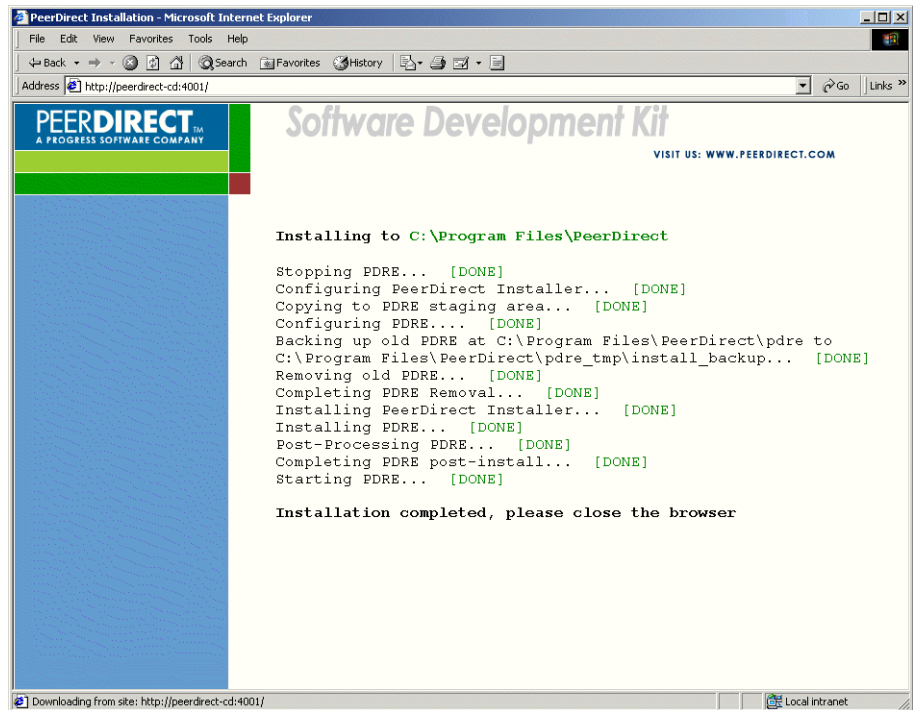 PeerDirect Installation - Microsoft Internet Explorer
File Edit View Favorites Tools Help
Back Search Favorites History
Address http://peerdirect-cd:4001/ Go Links »
PEERDIRECT TM
A PROGRESS SOFTWARE COMPANY
Software Development Kit
VISIT US: WWW.PEERDIRECT.COM
Installing to C:\Program Files\PeerDirect
Stopping PDRE... [DONE]
Configuring PeerDirect Installer... [DONE]
Copying to PDRE staging area... [DONE]
Configuring PDRE.... [DONE]
Backing up old PDRE at C:\Program Files\PeerDirect\pdre to
C:\Program Files\PeerDirect\pdre_tmp\install_backup... [DONE]
Removing old PDRE... [DONE]
Completing PDRE Removal... [DONE]
Installing PeerDirect Installer... [DONE]
Installing PDRE... [DONE]
Post-Processing PDRE... [DONE]
Completing PDRE post-install... [DONE]
Starting PDRE... [DONE]
Installation completed, please close the browser
Downloading from site: http://peerdirect-cd:4001/ Local intranet